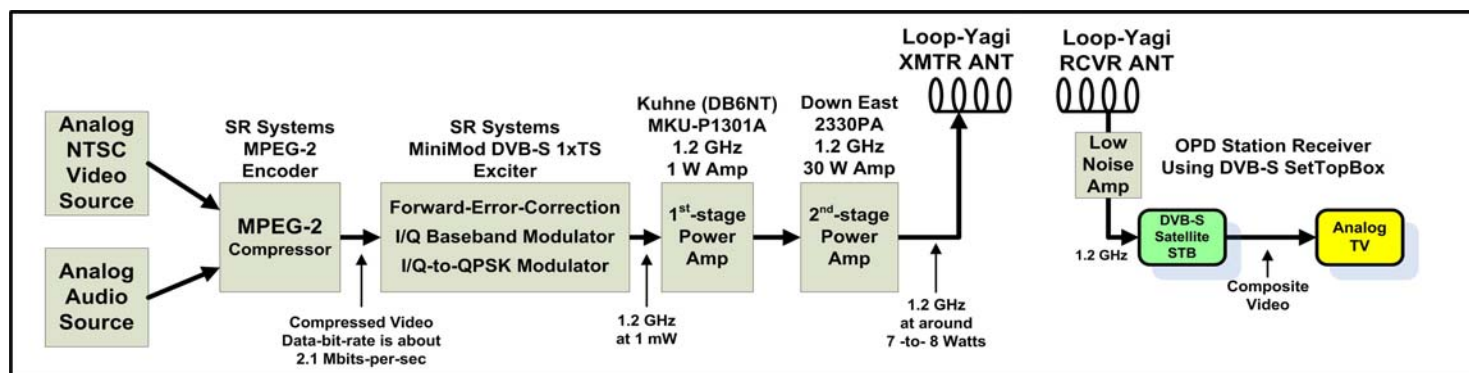 Analog
NTSC
Video
Source
Analog
Audio
Source
SR Systems
MPEG-2
Encoder
MPEG-2
Compressor
Compressed Video
Data-bit-rate is about
2.1 Mbits-per-sec
SR Systems
MiniMod DVB-S 1xTS
Exciter
Forward-Error-Correction
I/Q Baseband Modulator
I/Q-to-QPSK Modulator
1.2 GHz
at 1 mW
Kuhne (DB6NT)
MKU-P1301A
1.2 GHz
1 W Amp
1st-stage
Power
Amp
Down East
2330PA
1.2 GHz
30 W Amp
2nd-stage
Power
Amp
1.2 GHz
at around
7 -to- 8 Watts
Loop-Yagi
XMTR ANT
Loop-Yagi
RCVR ANT
Low
Noise
Amp
1.2 GHz
OPD Station Receiver
Using DVB-S SetTopBox
DVB-S
Satellite
STB
Composite
Video
Analog
TV